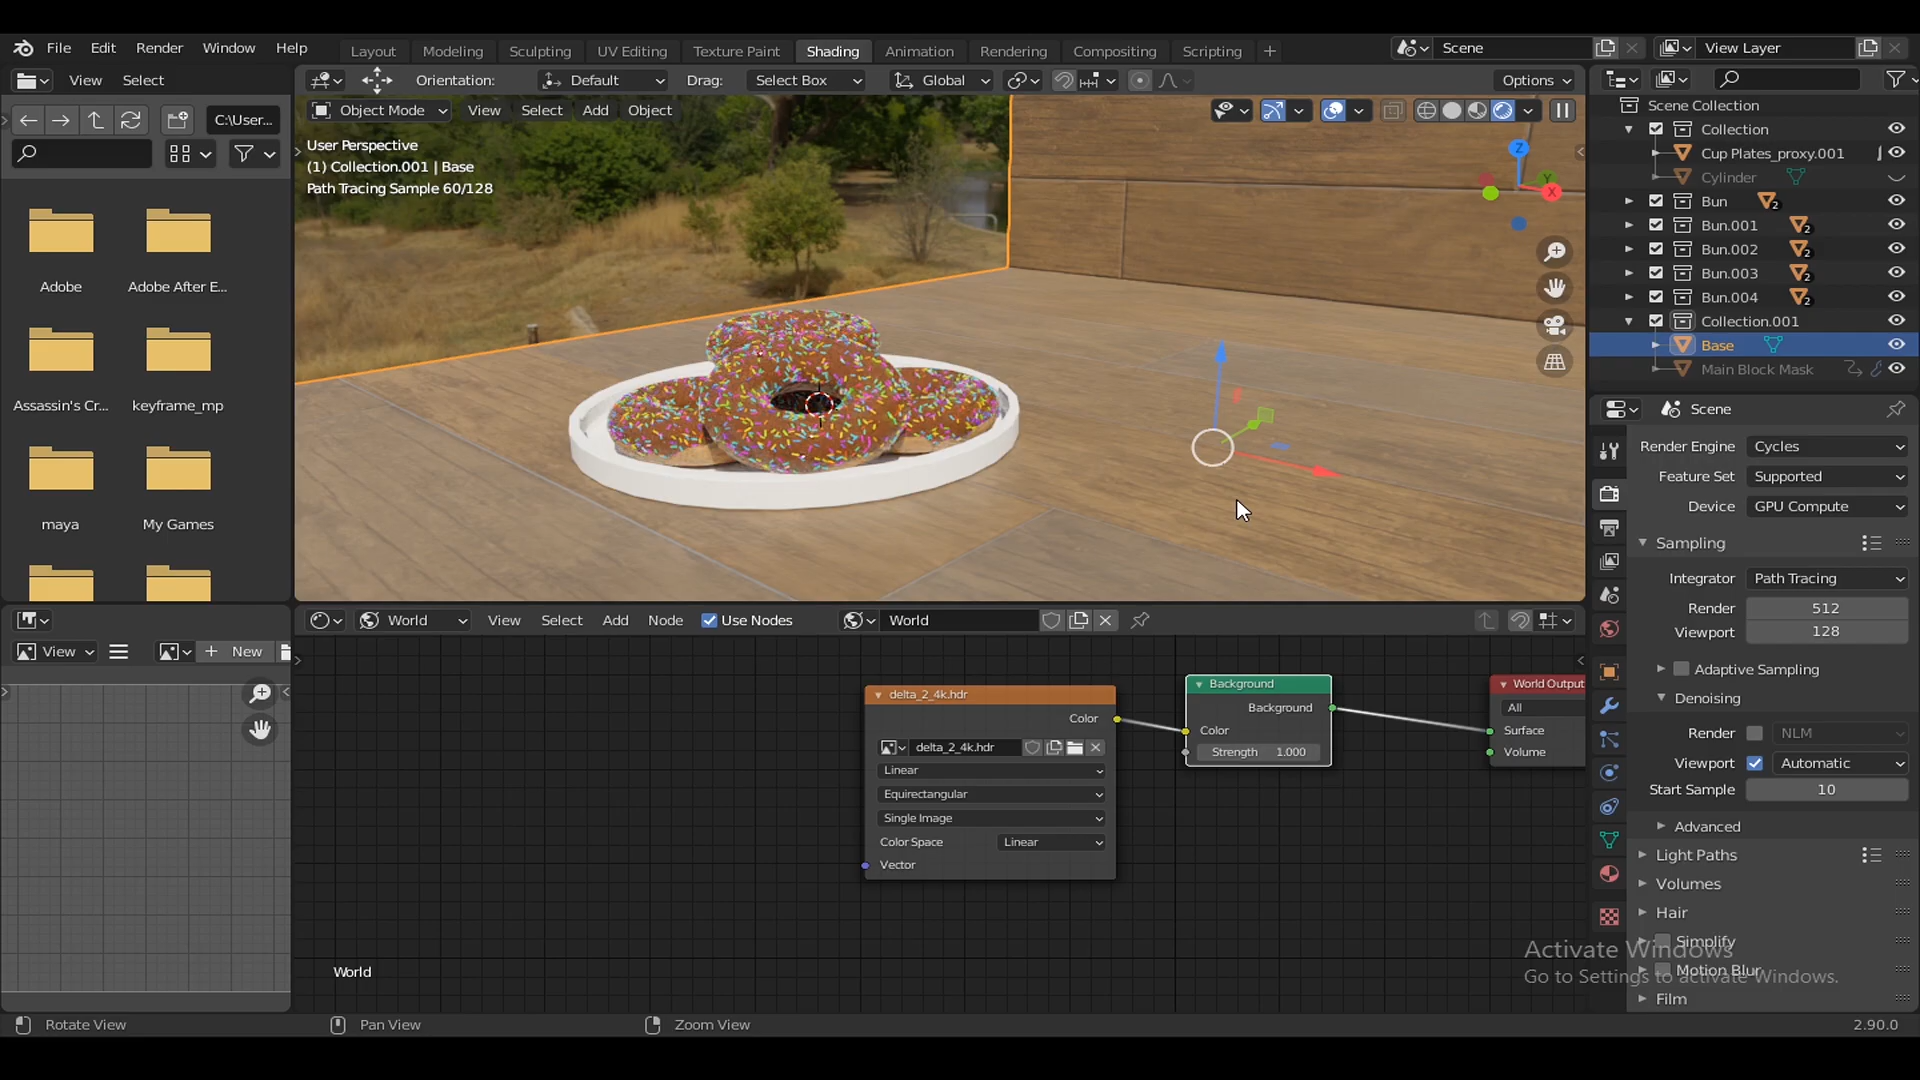 File Edit Render Window Help Layout Modeling Sculpting UV Editing Texture Paint Shading Animation Rendering Compositing Scripting Scene View Layer
View Select Orientation: Default Drag: Select Box Global Options
C:\User... Object Mode View Select Add Object
User Perspective
(1) Collection.001 | Base
Path Tracing Sample 60/128
Z
Y
X
Adobe Adobe After E...
Assassin's Cr... keyframe_mp
maya My Games
Scene Collection
Collection
Cup Plates_proxy.001
Cylinder
Bun 2
Bun.001 2
Bun.002 2
Bun.003 2
Bun.004 2
Collection.001
Base
Main Block Mask
Scene
Render Engine Cycles
Feature Set Supported
Device GPU Compute
Sampling
Integrator Path Tracing
Render 512
Viewport 128
Adaptive Sampling
Denoising
Render NLM
Viewport Automatic
Start Sample 10
Advanced
Light Paths
Volumes
Hair
Simplify
Motion Blur
Film
World View Select Add Node Use Nodes World
View New
delta_2_4k.hdr
Color
delta_2_4k.hdr
Linear
Equirectangular
Single Image
Color Space Linear
Vector
Background
Background
Color
Strength 1.000
World Output
All
Surface
Volume
World
Activate Windows
Go to Settings to activate Windows.
Rotate View Pan View Zoom View 2.90.0